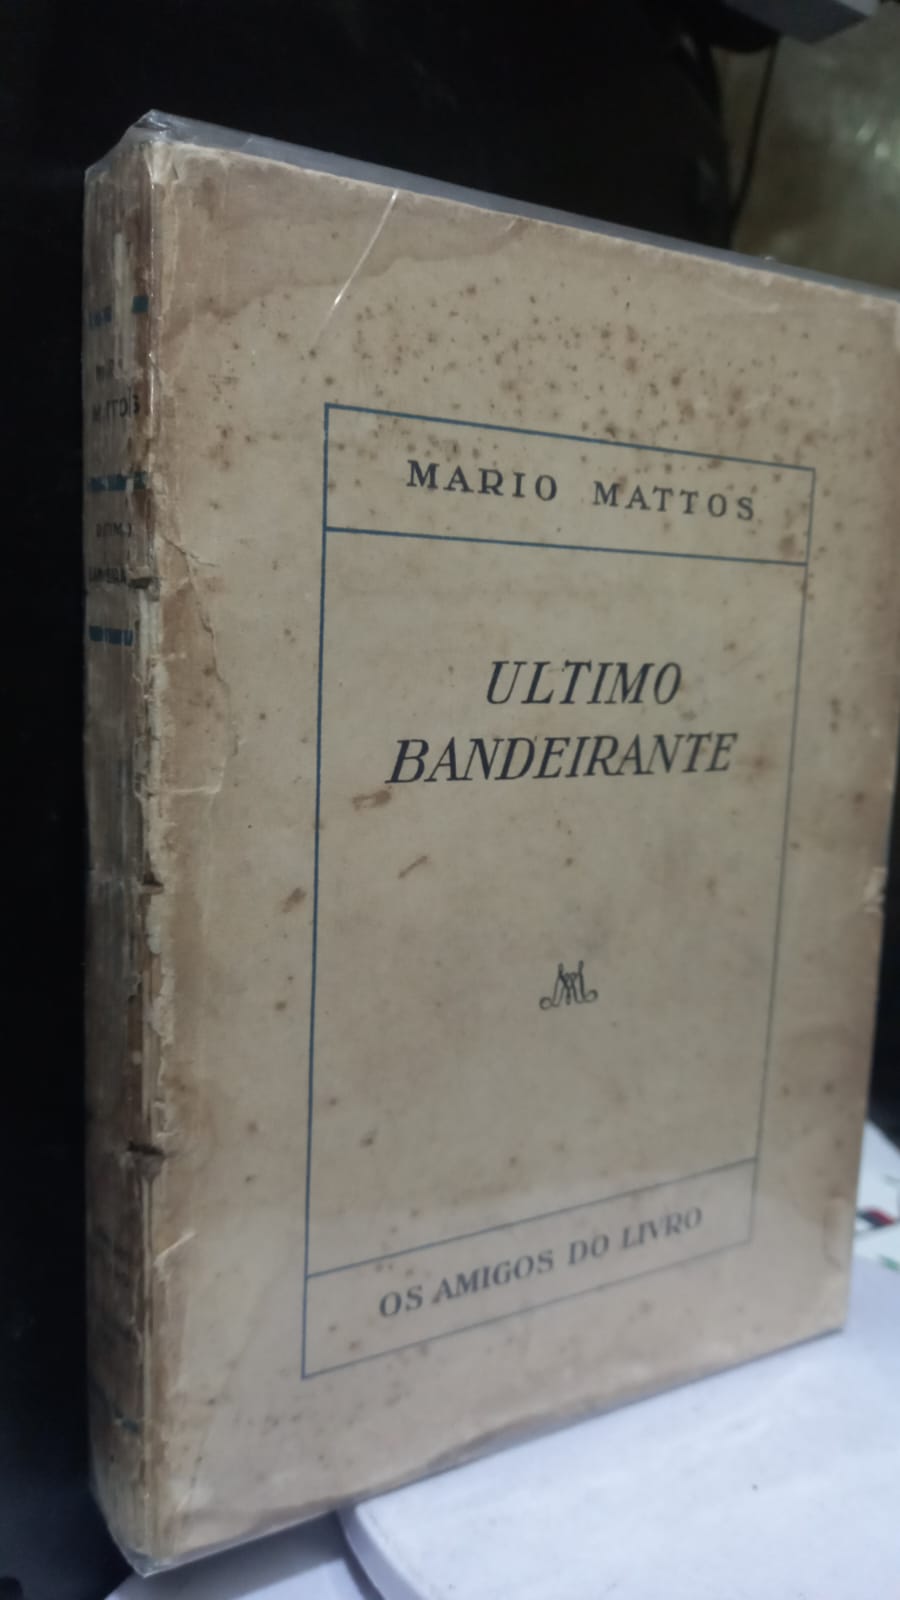 MARIO MATTOS
ULTIMO
BANDEIRANTE
OS AMIGOS DO LIVRO